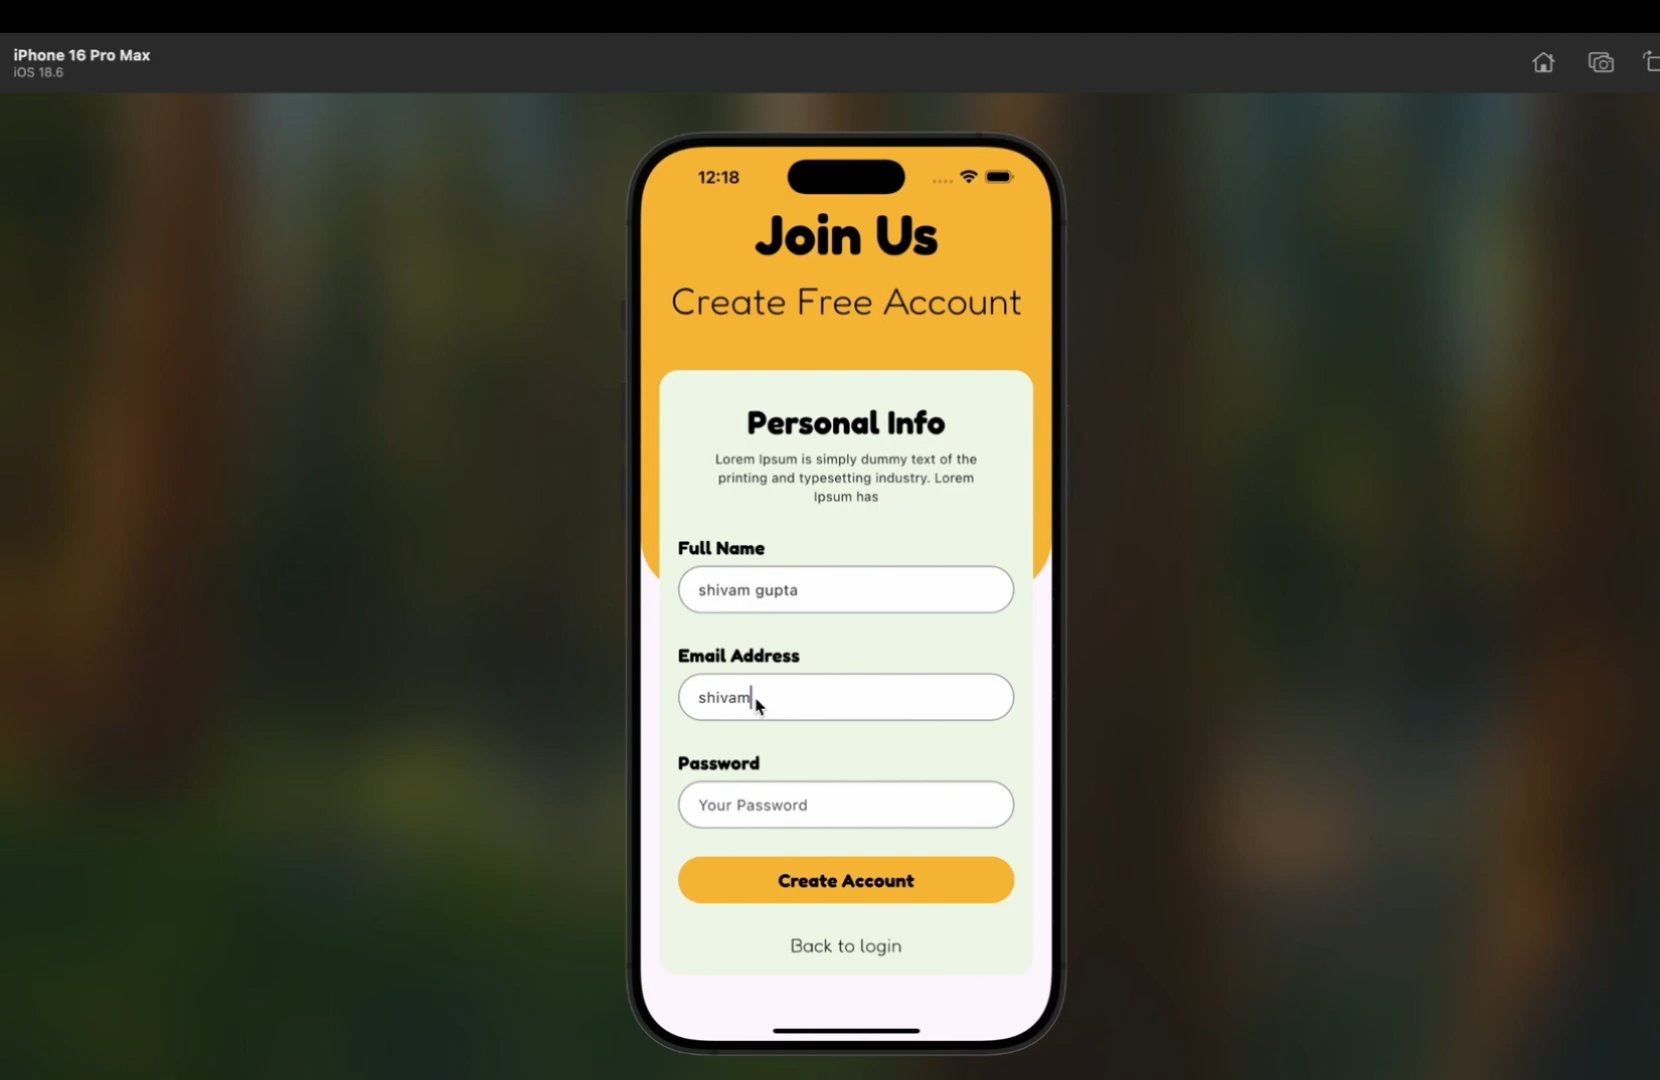 iPhone 16 Pro Max
iOS 18.6
12:18
Join Us
Create Free Account
Personal Info
Lorem Ipsum is simply dummy text of the
printing and typesetting industry. Lorem
Ipsum has
Full Name
shivam gupta
Email Address
shivam
Password
Your Password
Create Account
Back to login